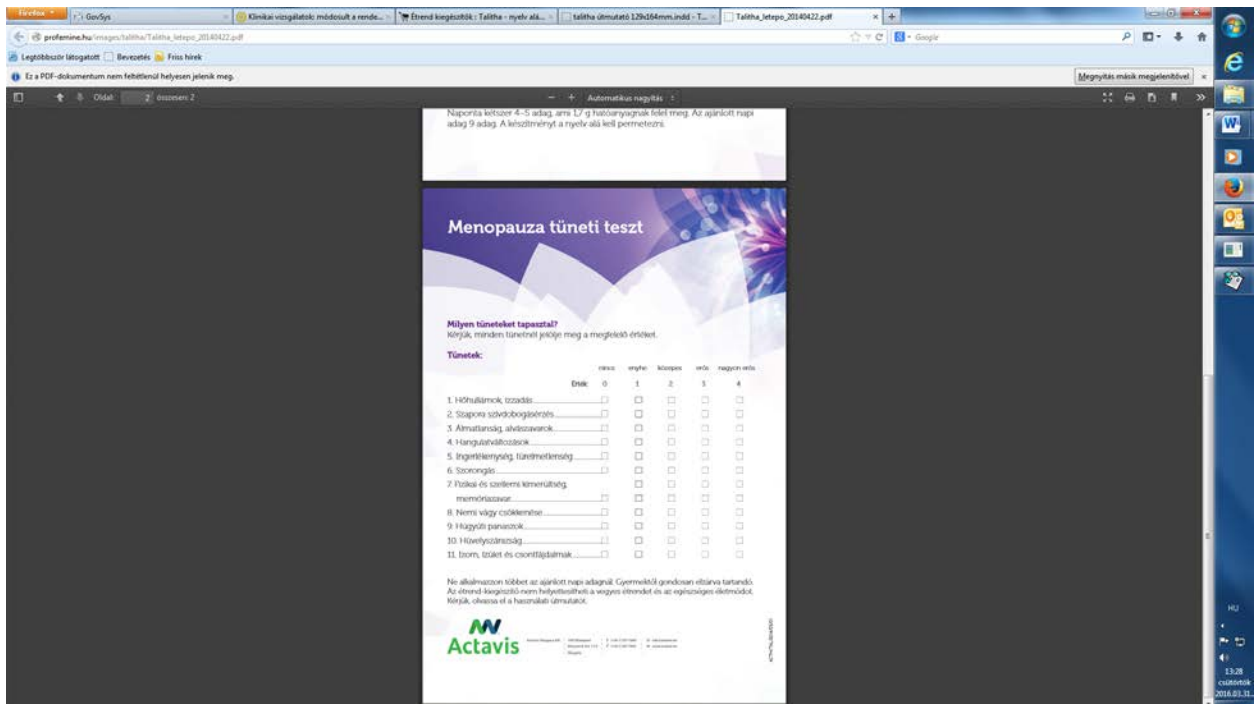 Firefox
GovSys
Klinikai vizsgálatok: módosult a rende...
Étrend kiegészítők : Talitha - nyelv alá...
talitha útmutató 129x164mm.indd - T...
Talitha_letepo_20140422.pdf
profemine.hu/images/talitha/Talitha_letepo_20140422.pdf
Google
Legtöbbször látogatott
Bevezetés
Friss hírek
Ez a PDF-dokumentum nem feltétlenül helyesen jelenik meg.
Megnyitás másik megjelenítővel
Oldal: 2 összesen: 2
Automatikus nagyítás
Naponta kétszer 4–5 adag, ami 1,7 g hatóanyagnak felel meg. Az ajánlott napi
adag 9 adag. A készítményt a nyelv alá kell permetezni.
Menopauza tüneti teszt
Milyen tüneteket tapasztal?
Kérjük, minden tünetnél jelölje meg a megfelelő értéket.
Tünetek:
nincs enyhe közepes erős nagyon erős
Érték: 0 1 2 3 4
1. Hőhullámok, izzadás
2. Szapora szívdobogásérzés
3. Álmatlanság, alvászavarok
4. Hangulatváltozások
5. Ingerlékenység, türelmetlenség
6. Szorongás
7. Fizikai és szellemi kimerültség,
memóriazavar
8. Nemi vágy csökkenése
9. Húgyúti panaszok
10. Hüvelyszárazság
11. Izom, ízület és csontfájdalmak
Ne alkalmazzon többet az ajánlott napi adagnál. Gyermektől gondosan elzárva tartandó.
Az étrend-kiegészítő nem helyettesítheti a vegyes étrendet és az egészséges életmódot.
Kérjük, olvassa el a használati útmutatót.
Actavis
HU
13:28
csütörtök
2016.03.31.